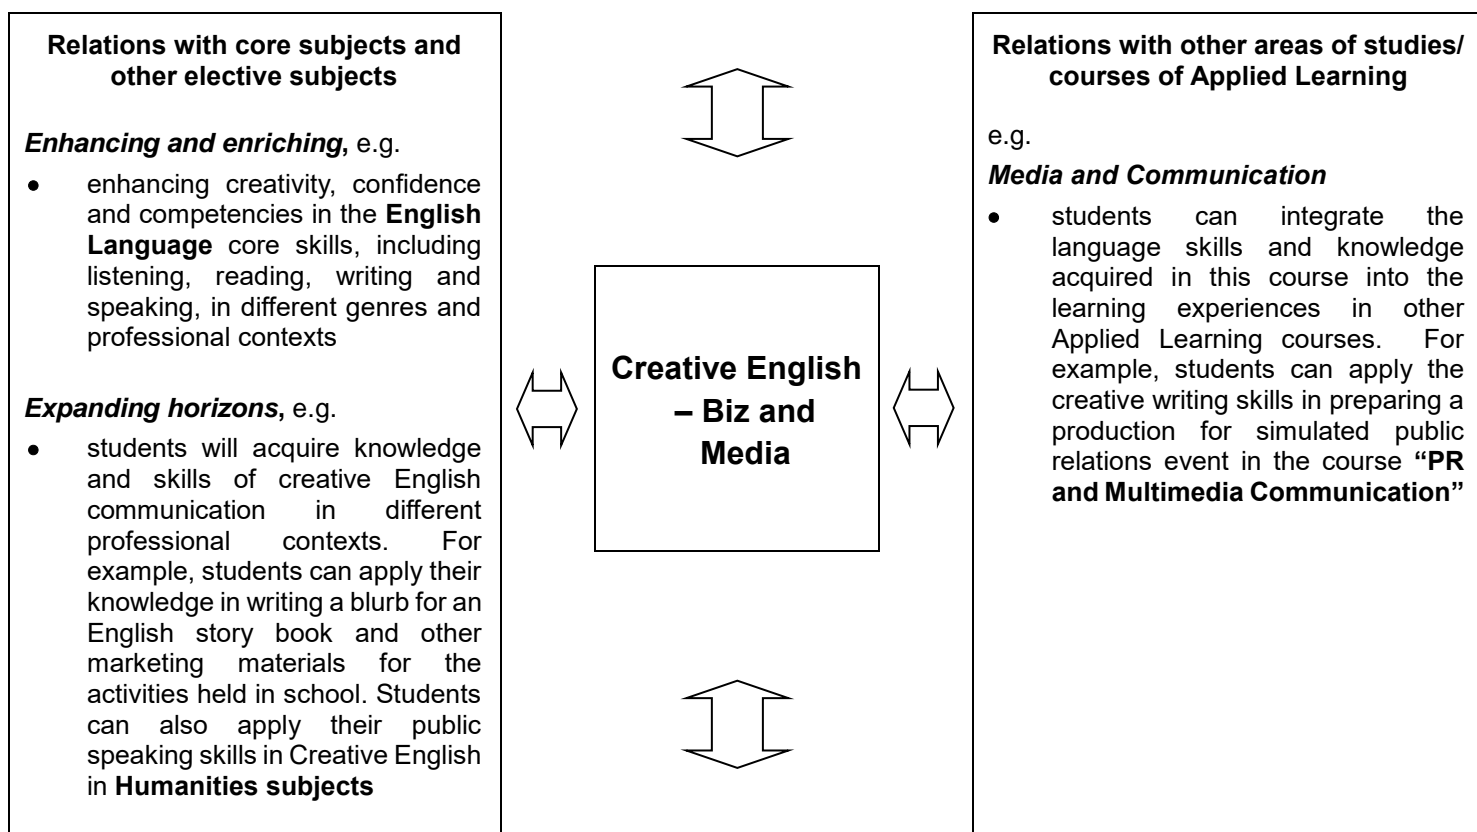 Relations with core subjects and
other elective subjects
Enhancing and enriching, e.g.
● enhancing creativity, confidence
and competencies in the English
Language core skills, including
listening, reading, writing and
speaking, in different genres and
professional contexts
Expanding horizons, e.g.
● students will acquire knowledge
and skills of creative English
communication in different
professional contexts. For
example, students can apply their
knowledge in writing a blurb for an
English story book and other
marketing materials for the
activities held in school. Students
can also apply their public
speaking skills in Creative English
in Humanities subjects
Creative English
– Biz and
Media
Relations with other areas of studies/
courses of Applied Learning
e.g.
Media and Communication
● students can integrate the
language skills and knowledge
acquired in this course into the
learning experiences in other
Applied Learning courses. For
example, students can apply the
creative writing skills in preparing a
production for simulated public
relations event in the course “PR
and Multimedia Communication”